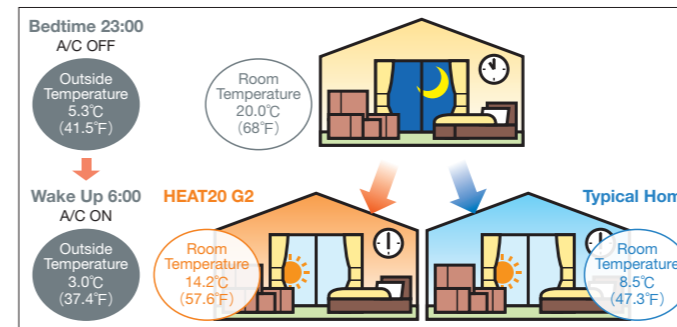 Bedtime 23:00
A/C OFF
Outside
Temperature
5.3℃
(41.5°F)
Room
Temperature
20.0℃
(68°F)
Wake Up 6:00
A/C ON
Outside
Temperature
3.0℃
(37.4°F)
HEAT20 G2
Room
Temperature
14.2℃
(57.6°F)
Typical Hom
Room
Temperature
8.5℃
(47.3°F)